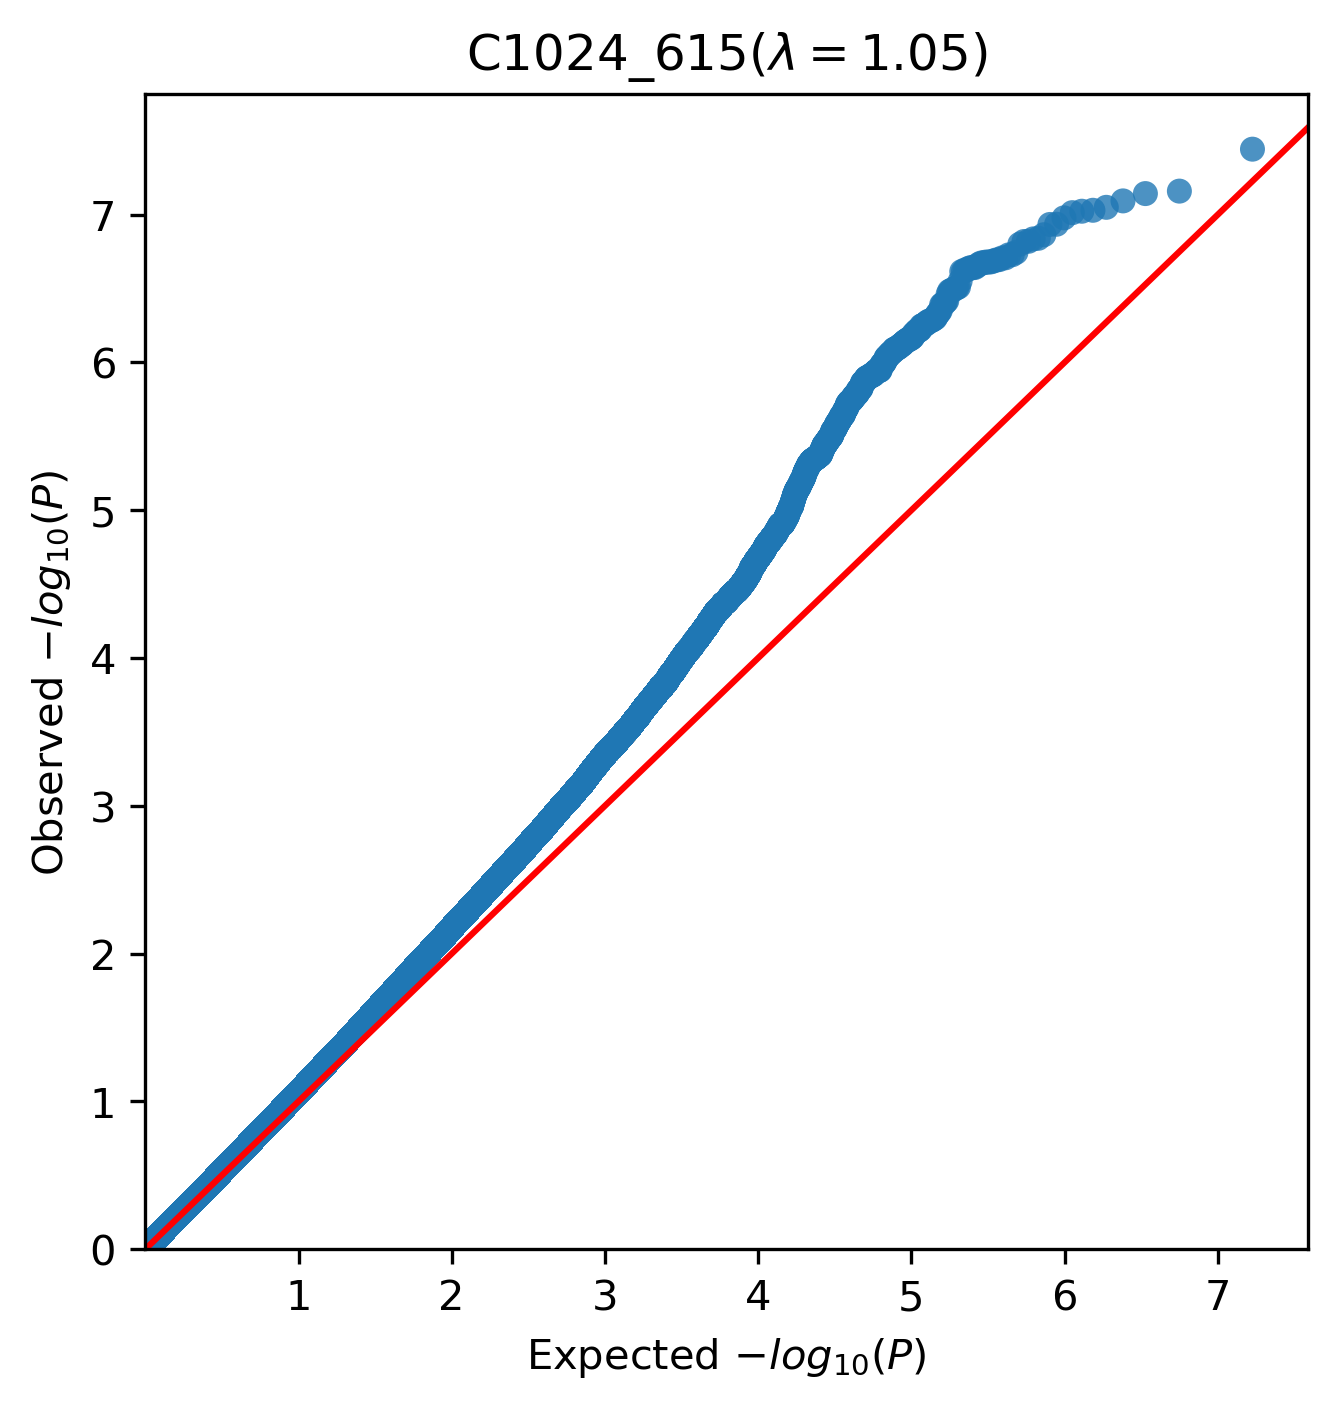 C1024_615(λ = 1.05)
Observed −log₁₀(P)
7
6
5
4
3
2
1
0
1 2 3 4 5 6 7
Expected −log₁₀(P)